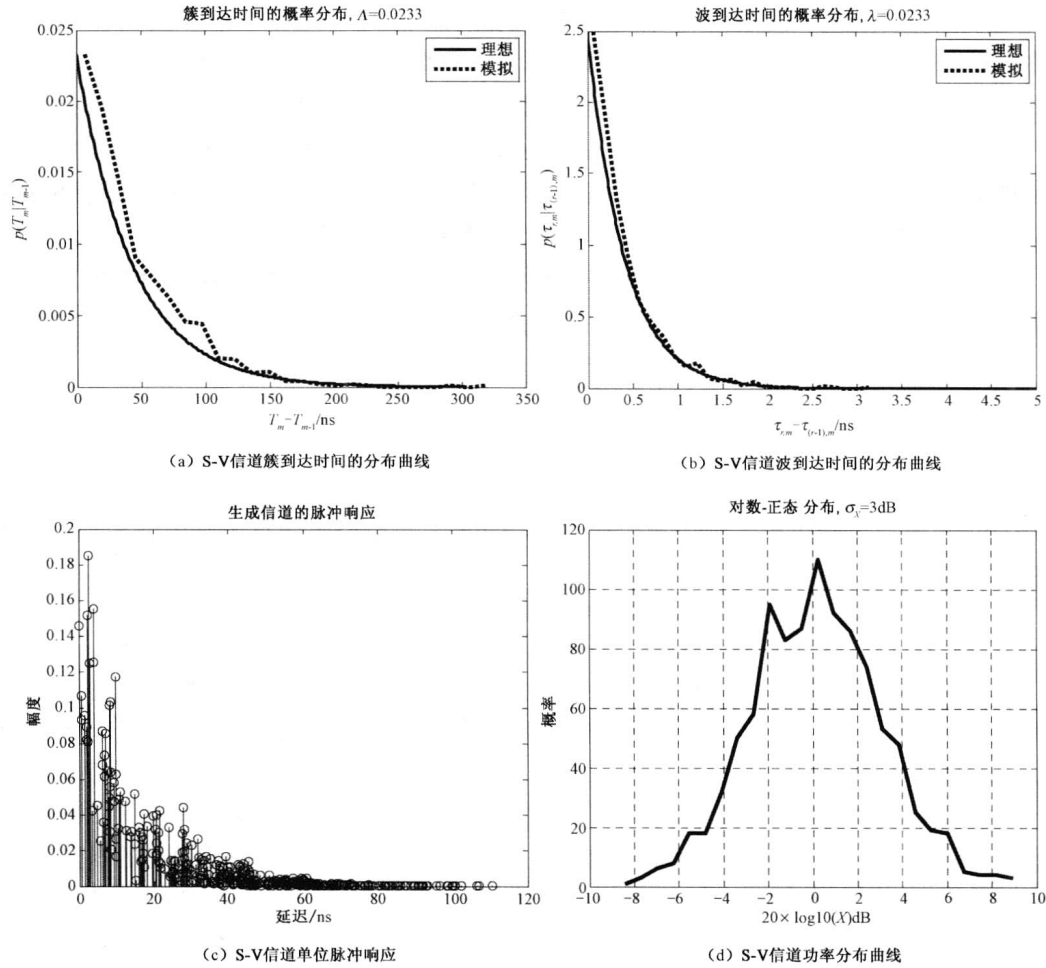 簇到达时间的概率分布, Λ=0.0233
0.025
0.02
0.015
0.01
0.005
0
p(T_m|T_{m-1})
理想
模拟
0 50 100 150 200 250 300 350
T_m-T_{m-1}/ns
(a) S-V信道簇到达时间的分布曲线
波到达时间的概率分布, λ=0.0233
2.5
2
1.5
1
0.5
0
p(τ_{r,m}|τ_{(r-1),m})
理想
模拟
0 0.5 1 1.5 2 2.5 3 3.5 4 4.5 5
τ_{r,m}-τ_{(r-1),m}/ns
(b) S-V信道波到达时间的分布曲线
生成信道的脉冲响应
0.2
0.18
0.16
0.14
0.12
0.1
0.08
0.06
0.04
0.02
0
幅度
0 20 40 60 80 100 120
延迟/ns
(c) S-V信道单位脉冲响应
对数-正态 分布, σ_X=3dB
120
100
80
60
40
20
0
概率
-10 -8 -6 -4 -2 0 2 4 6 8 10
20× log10(X)dB
(d) S-V信道功率分布曲线